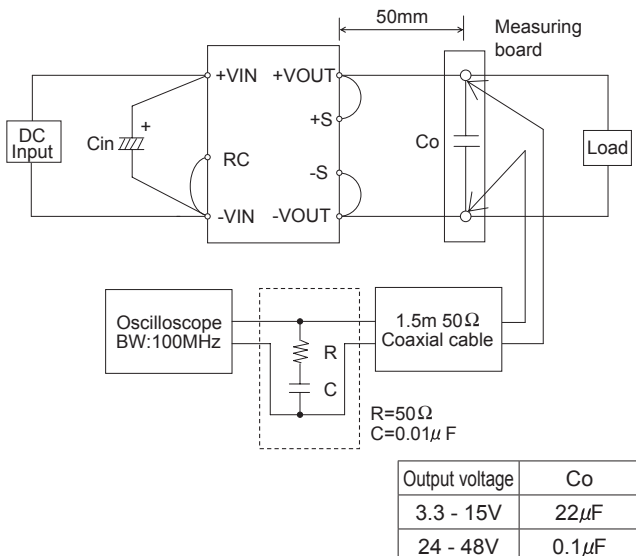 50mm
Measuring
board
+VIN
+VOUT
+S
DC
Input
Cin
+
RC
Co
Load
-S
-VIN
-VOUT
Oscilloscope
BW:100MHz
R
C
1.5m 50Ω
Coaxial cable
R=50Ω
C=0.01μF
Output voltage Co
3.3 - 15V 22μF
24 - 48V 0.1μF